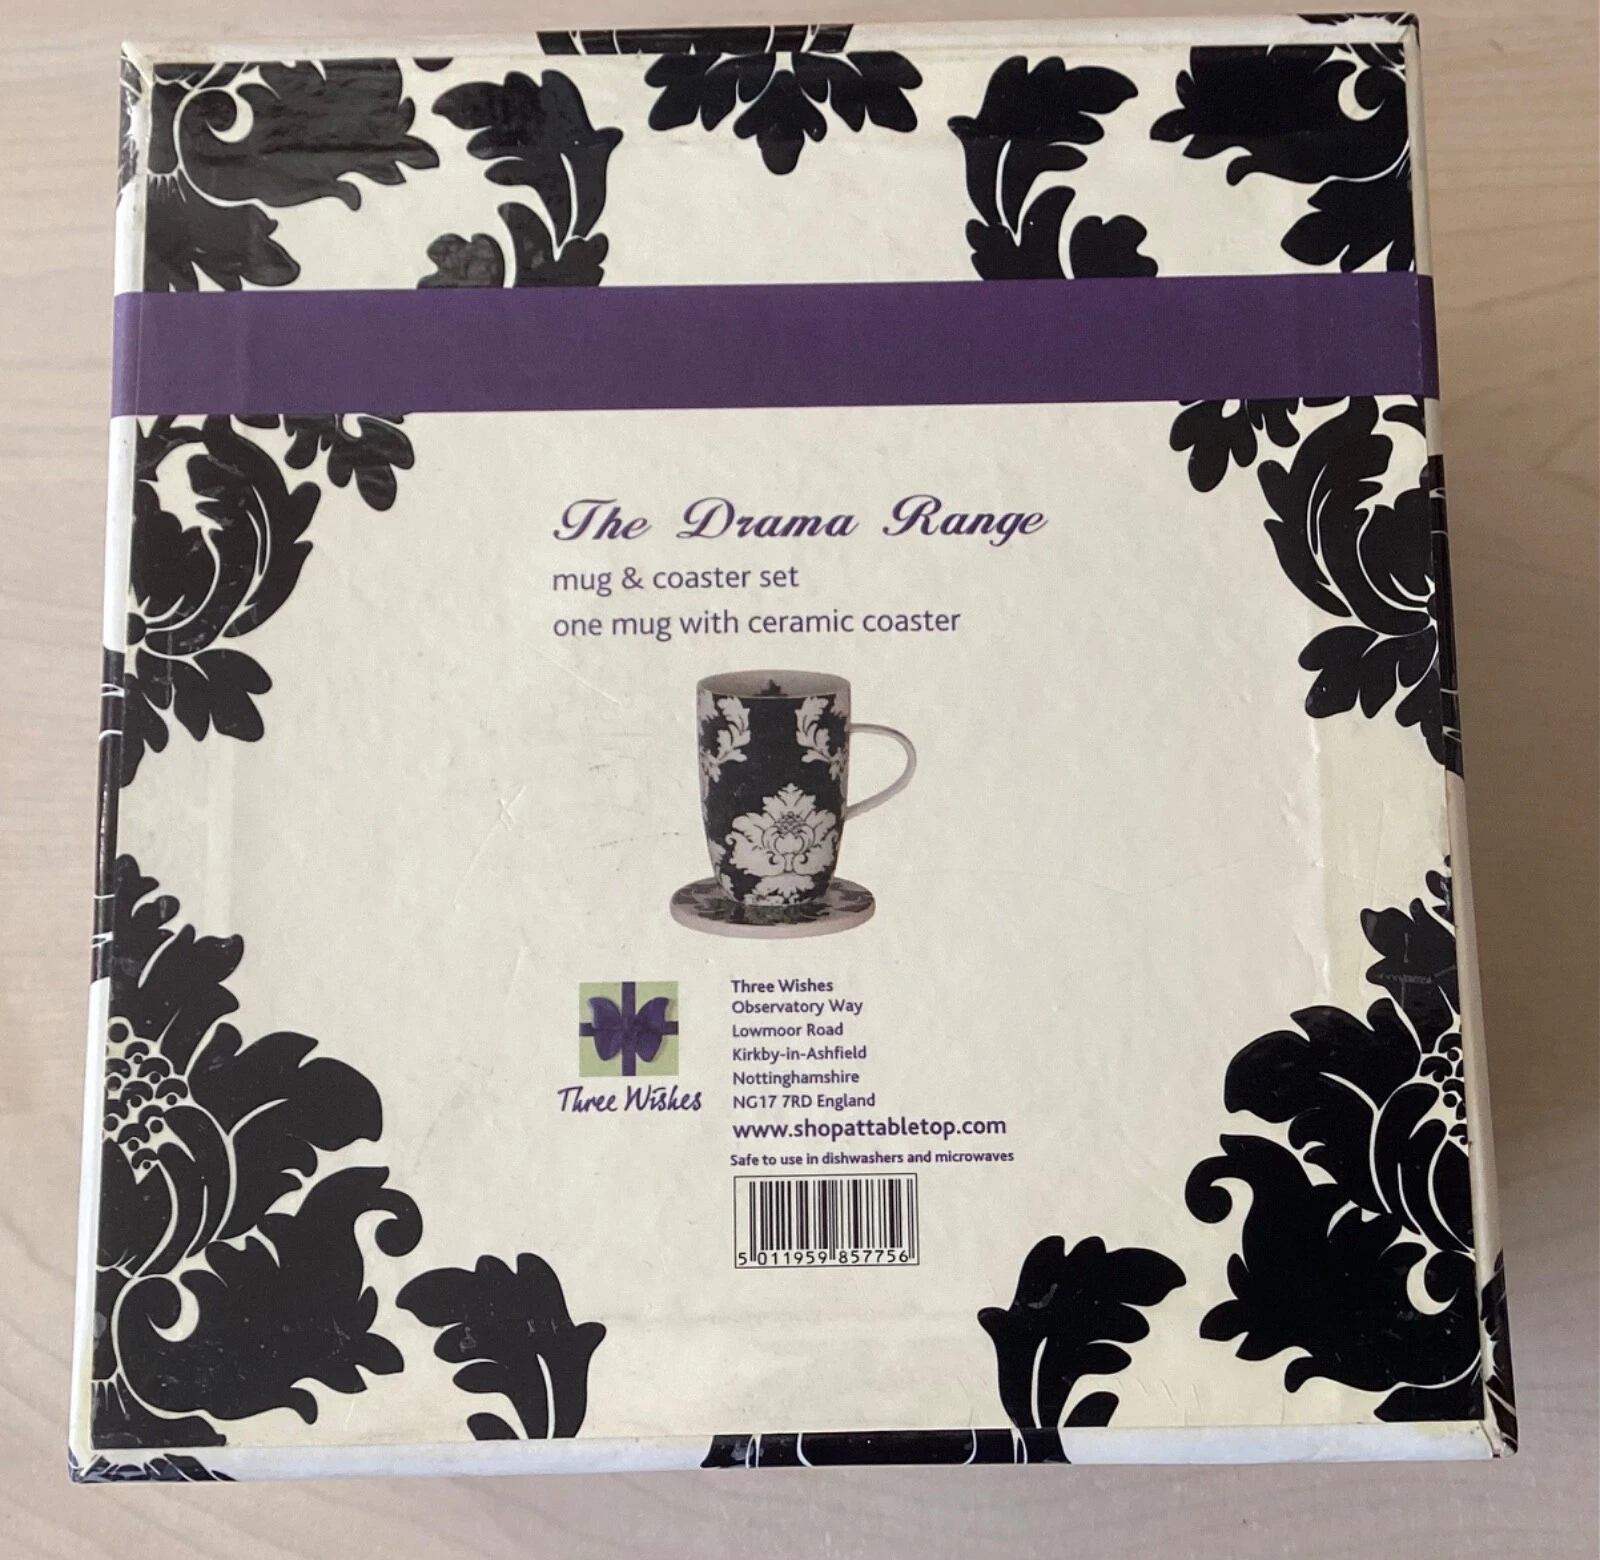 The Drama Range
mug & coaster set
one mug with ceramic coaster
Three Wishes
Three Wishes
Observatory Way
Lowmoor Road
Kirkby-in-Ashfield
Nottinghamshire
NG17 7RD England
www.shopattabletop.com
Safe to use in dishwashers and microwaves
5 011959 857756